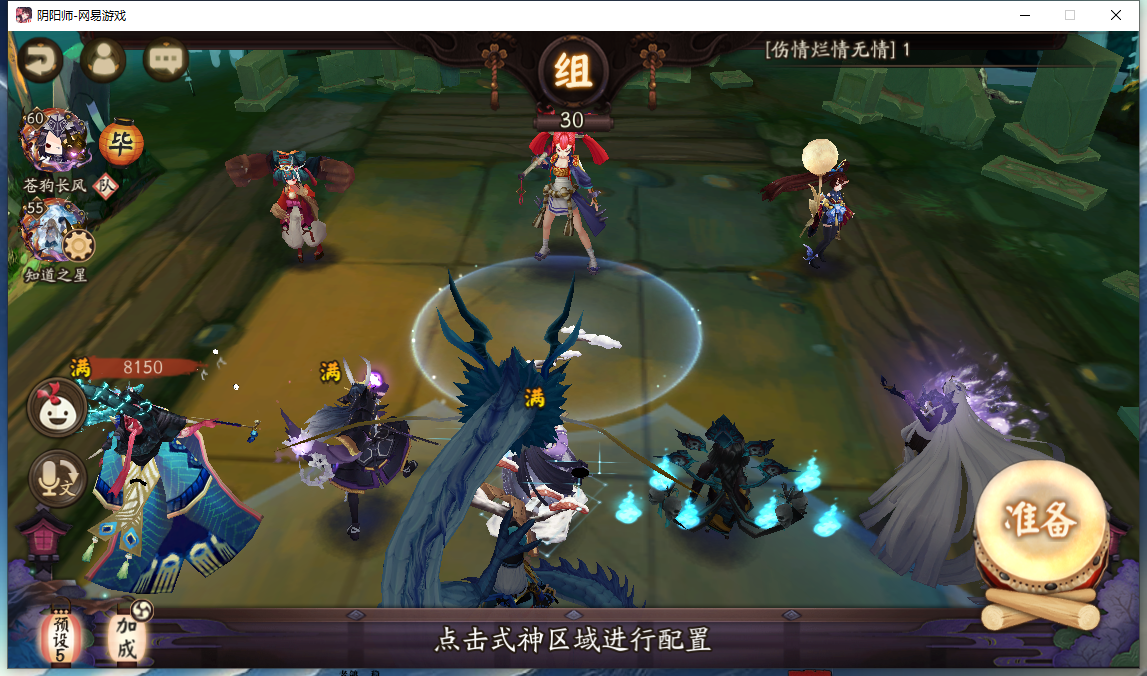 阴阳师-网易游戏
[伤情烂情无情] 1
组
30
60
毕
苍狗长风
队
55
知道之星
满
8150
满
满
文
准备
预设5
加成
点击式神区域进行配置